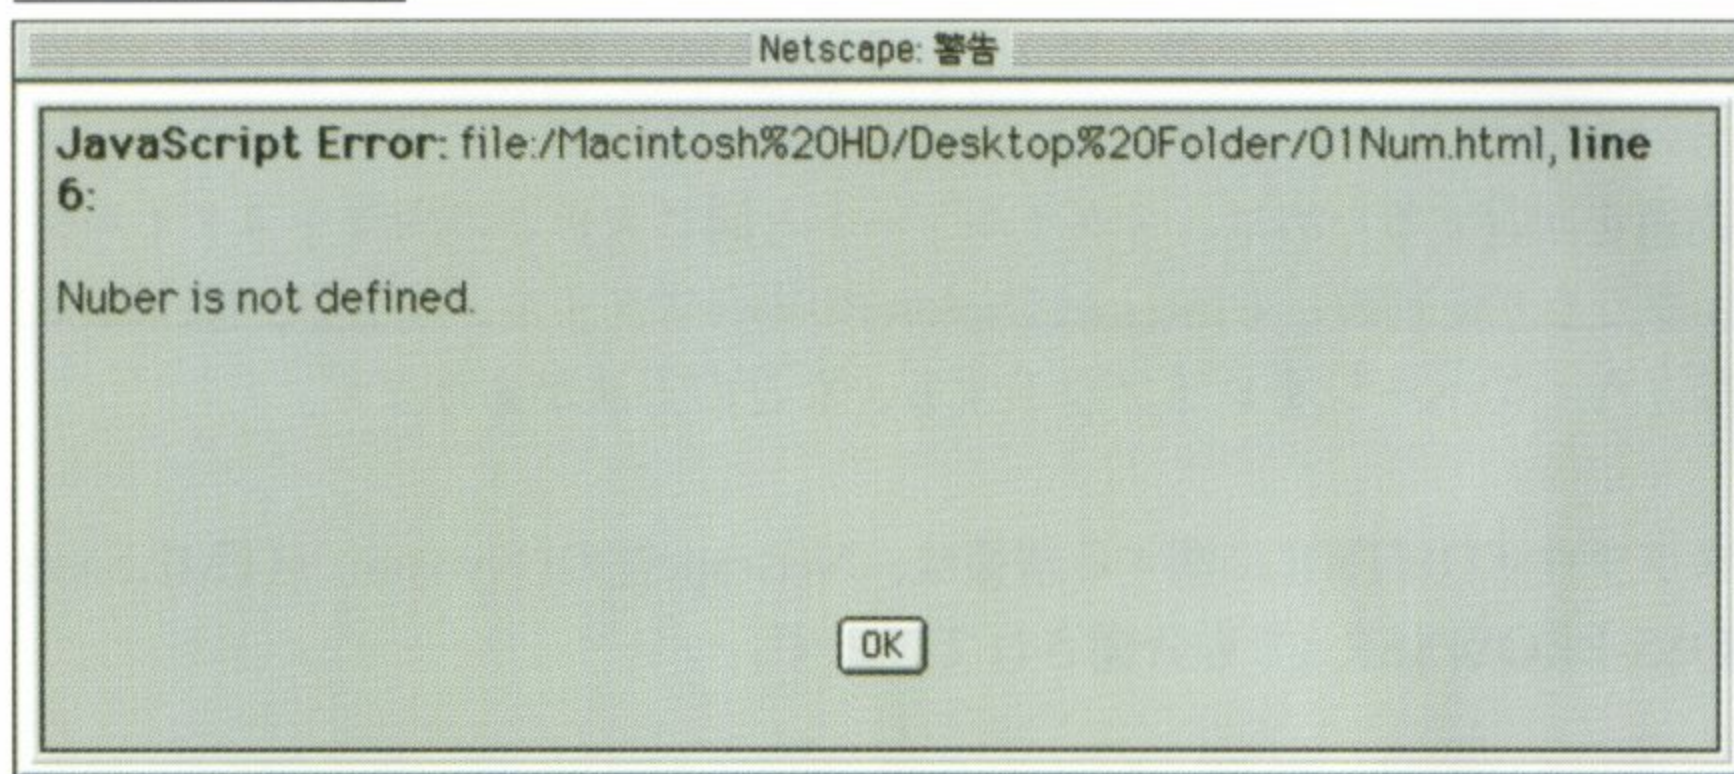 Netscape: 警告
JavaScript Error: file:/Macintosh%20HD/Desktop%20Folder/01Num.html, line
6:
Nuber is not defined.
OK